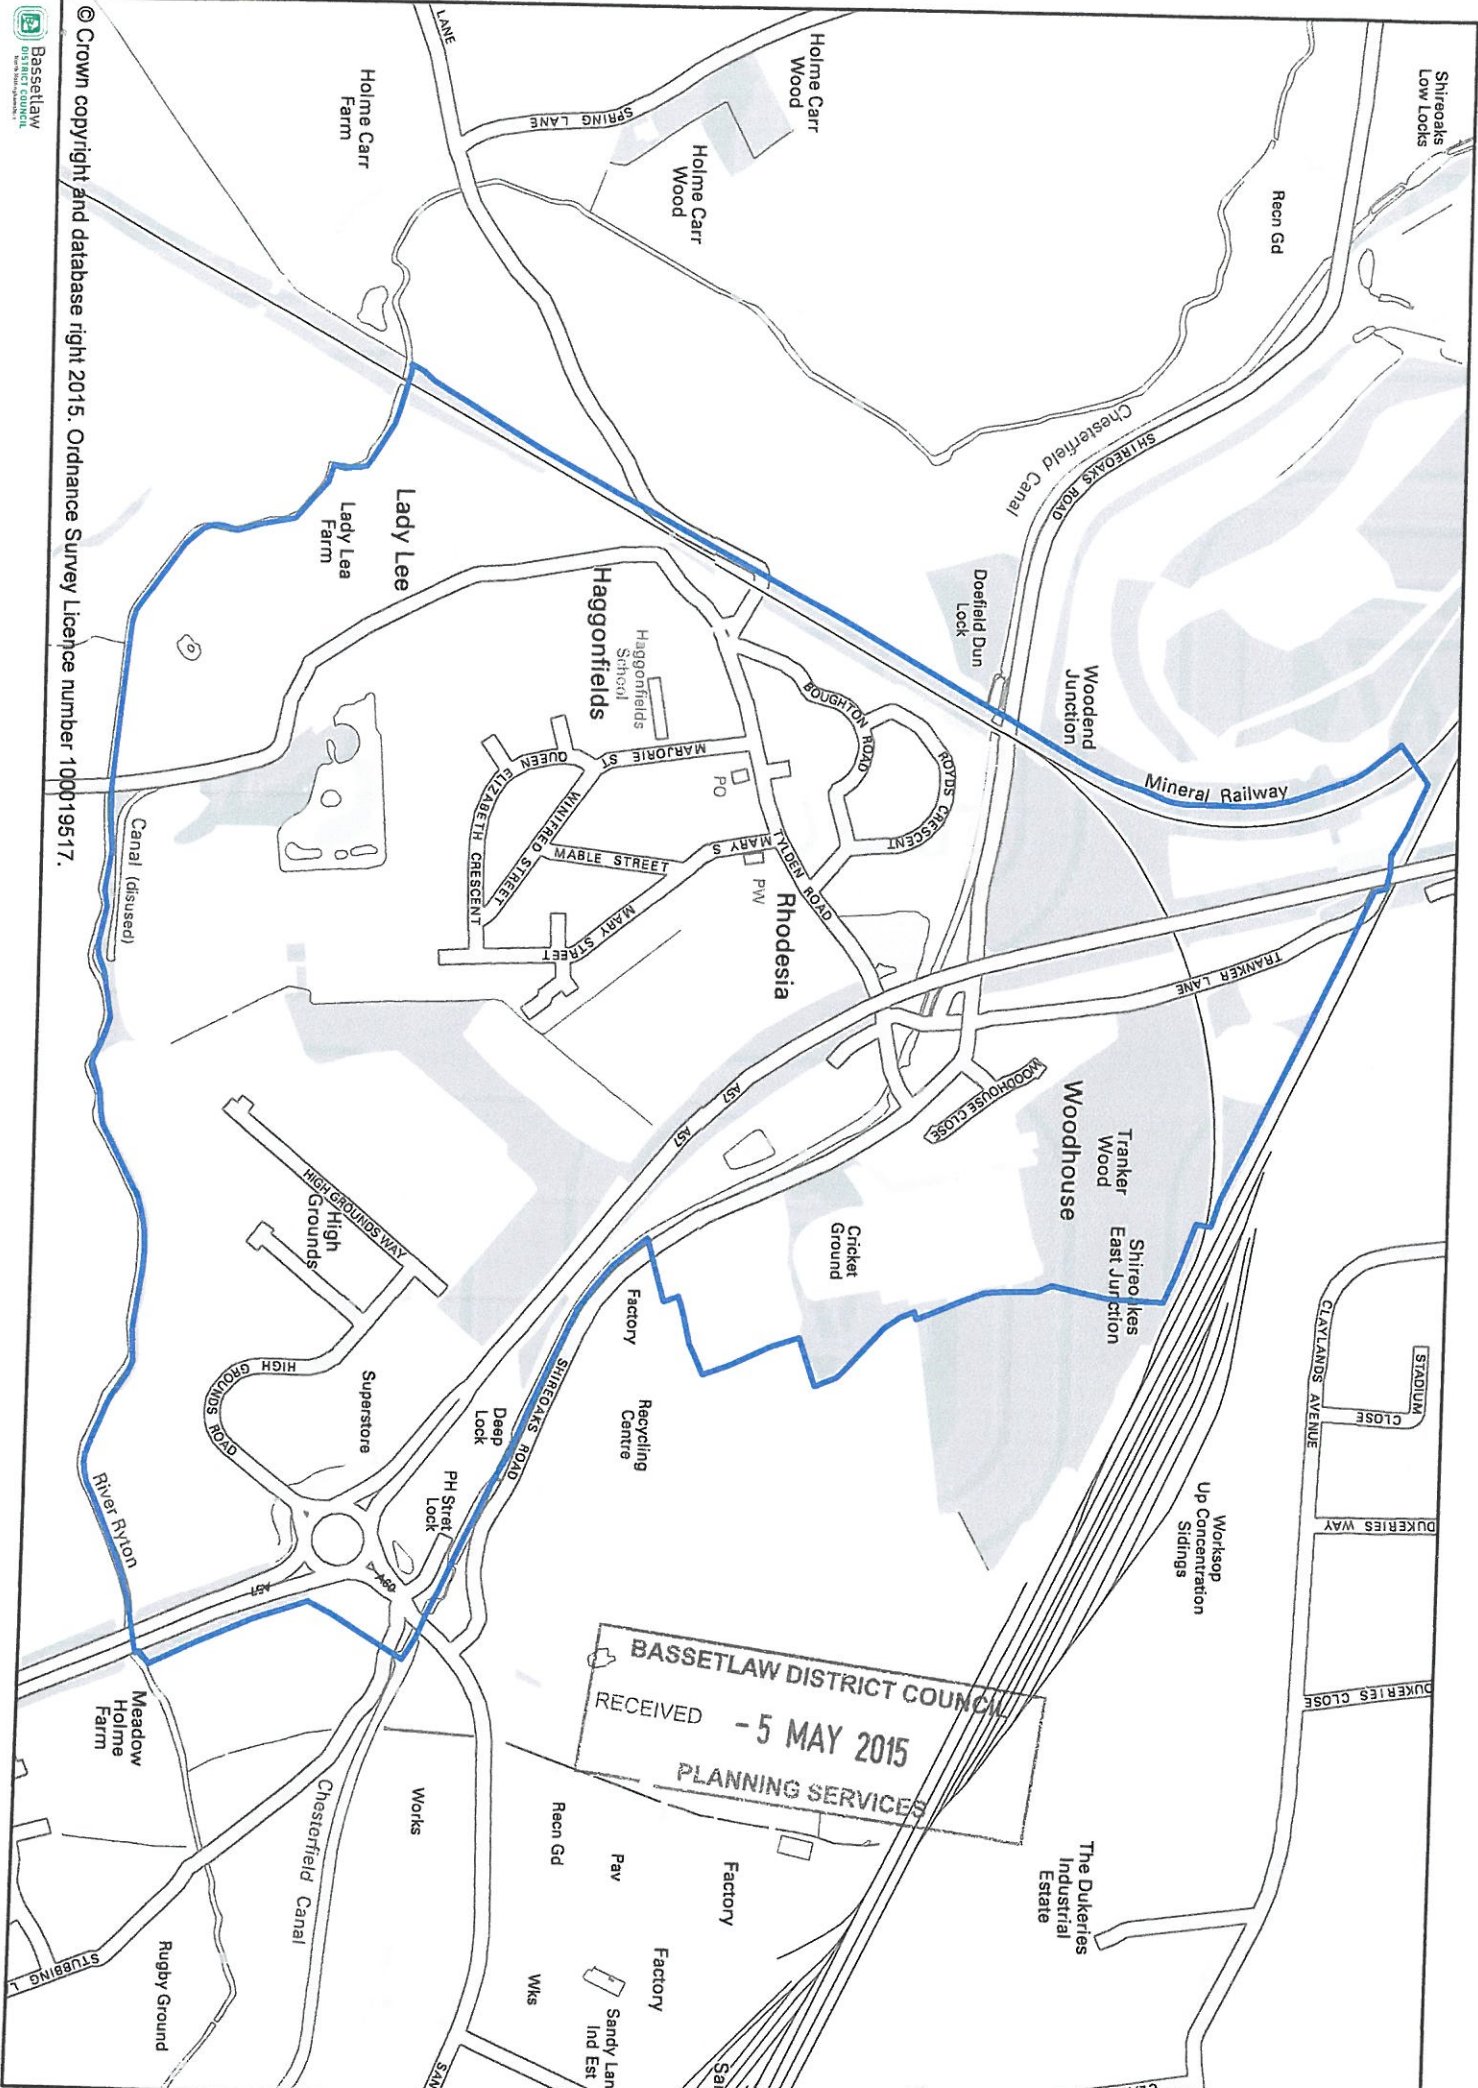 Shireoaks
Low Locks
Recn Gd
Holme Carr
Wood
SPRING LANE
Holme Carr
Wood
LANE
Holme Carr
Farm
Chesterfield Canal
SHIREOAKS ROAD
Doefield Dun
Lock
Woodend
Junction
Mineral Railway
Lady Lee
Lady Lea
Farm
Haggonfields
Haggonfields
School
BOUGHTON ROAD
ROYDS CRESCENT
MARJORIE ST
QUEEN ELIZABETH CRESCENT
WINIFRED STREET
MABLE STREET
MARY S
MARY STREET
PO
PW
TYLDEN ROAD
Rhodesia
TRANKER LANE
Canal (disused)
WOODHOUSE CLOSE
Woodhouse
Tranker
Wood
Shireoakes
East Junction
Cricket
Ground
A57
A57
HIGH GROUNDS WAY
High
Grounds
HIGH GROUNDS ROAD
Superstore
Factory
Recycling
Centre
SHIREOAKS ROAD
Deep
Lock
PH Stret
Lock
A60
A57
River Ryton
CLAYLANDS AVENUE
STADIUM
CLOSE
DUKERIES WAY
DUKERIES CLOSE
Worksop
Up Concentration
Sidings
BASSETLAW DISTRICT COUNCIL
RECEIVED
- 5 MAY 2015
PLANNING SERVICES
Meadow
Holme
Farm
Works
Chesterfield Canal
Recn Gd
Pav
Factory
Factory
Wks
Sandy Lan
Ind Est
The Dukeries
Industrial
Estate
Rugby Ground
STUBBING L
SAN
Sai
© Crown copyright and database right 2015. Ordnance Survey Licence number 100019517.
Bassetlaw
DISTRICT COUNCIL